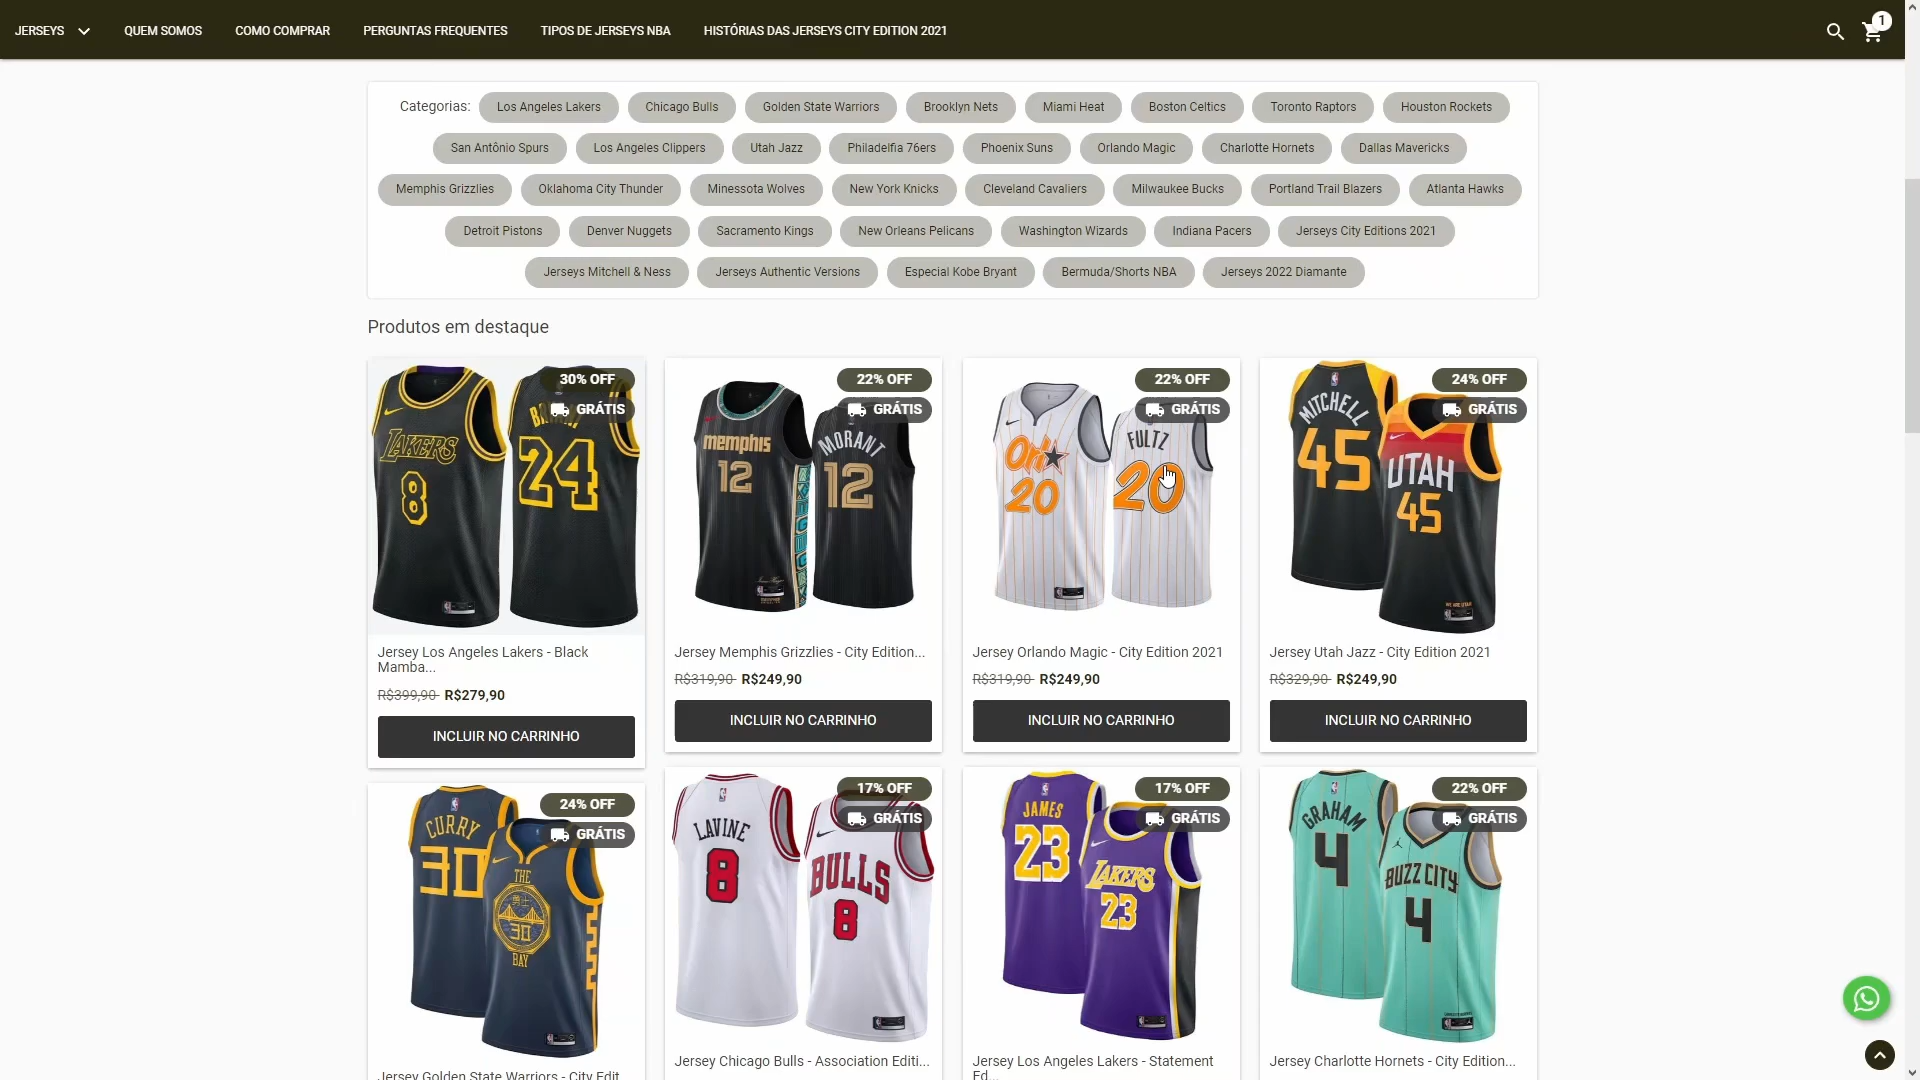 JERSEYS
QUEM SOMOS
COMO COMPRAR
PERGUNTAS FREQUENTES
TIPOS DE JERSEYS NBA
HISTÓRIAS DAS JERSEYS CITY EDITION 2021
1
Categorias:
Los Angeles Lakers
Chicago Bulls
Golden State Warriors
Brooklyn Nets
Miami Heat
Boston Celtics
Toronto Raptors
Houston Rockets
San Antônio Spurs
Los Angeles Clippers
Utah Jazz
Philadelfia 76ers
Phoenix Suns
Orlando Magic
Charlotte Hornets
Dallas Mavericks
Memphis Grizzlies
Oklahoma City Thunder
Minessota Wolves
New York Knicks
Cleveland Cavaliers
Milwaukee Bucks
Portland Trail Blazers
Atlanta Hawks
Detroit Pistons
Denver Nuggets
Sacramento Kings
New Orleans Pelicans
Washington Wizards
Indiana Pacers
Jerseys City Editions 2021
Jerseys Mitchell & Ness
Jerseys Authentic Versions
Especial Kobe Bryant
Bermuda/Shorts NBA
Jerseys 2022 Diamante
Produtos em destaque
30% OFF
GRÁTIS
LAKERS
8
24
Jersey Los Angeles Lakers - Black
Mamba...
R$399,90 R$279,90
INCLUIR NO CARRINHO
22% OFF
GRÁTIS
memphis
12
MORANT
12
Jersey Memphis Grizzlies - City Edition...
R$319,90 R$249,90
INCLUIR NO CARRINHO
22% OFF
GRÁTIS
Orl
20
FULTZ
20
Jersey Orlando Magic - City Edition 2021
R$319,90 R$249,90
INCLUIR NO CARRINHO
24% OFF
GRÁTIS
MITCHELL
45
UTAH
45
Jersey Utah Jazz - City Edition 2021
R$329,90 R$249,90
INCLUIR NO CARRINHO
24% OFF
GRÁTIS
CURRY
30
THE
30
BAY
Jersey Golden State Warriors - City Edit
17% OFF
GRÁTIS
LAVINE
8
BULLS
8
Jersey Chicago Bulls - Association Editi...
17% OFF
GRÁTIS
JAMES
23
LAKERS
23
Jersey Los Angeles Lakers - Statement
Ed...
22% OFF
GRÁTIS
GRAHAM
4
BUZZ CITY
4
Jersey Charlotte Hornets - City Edition...